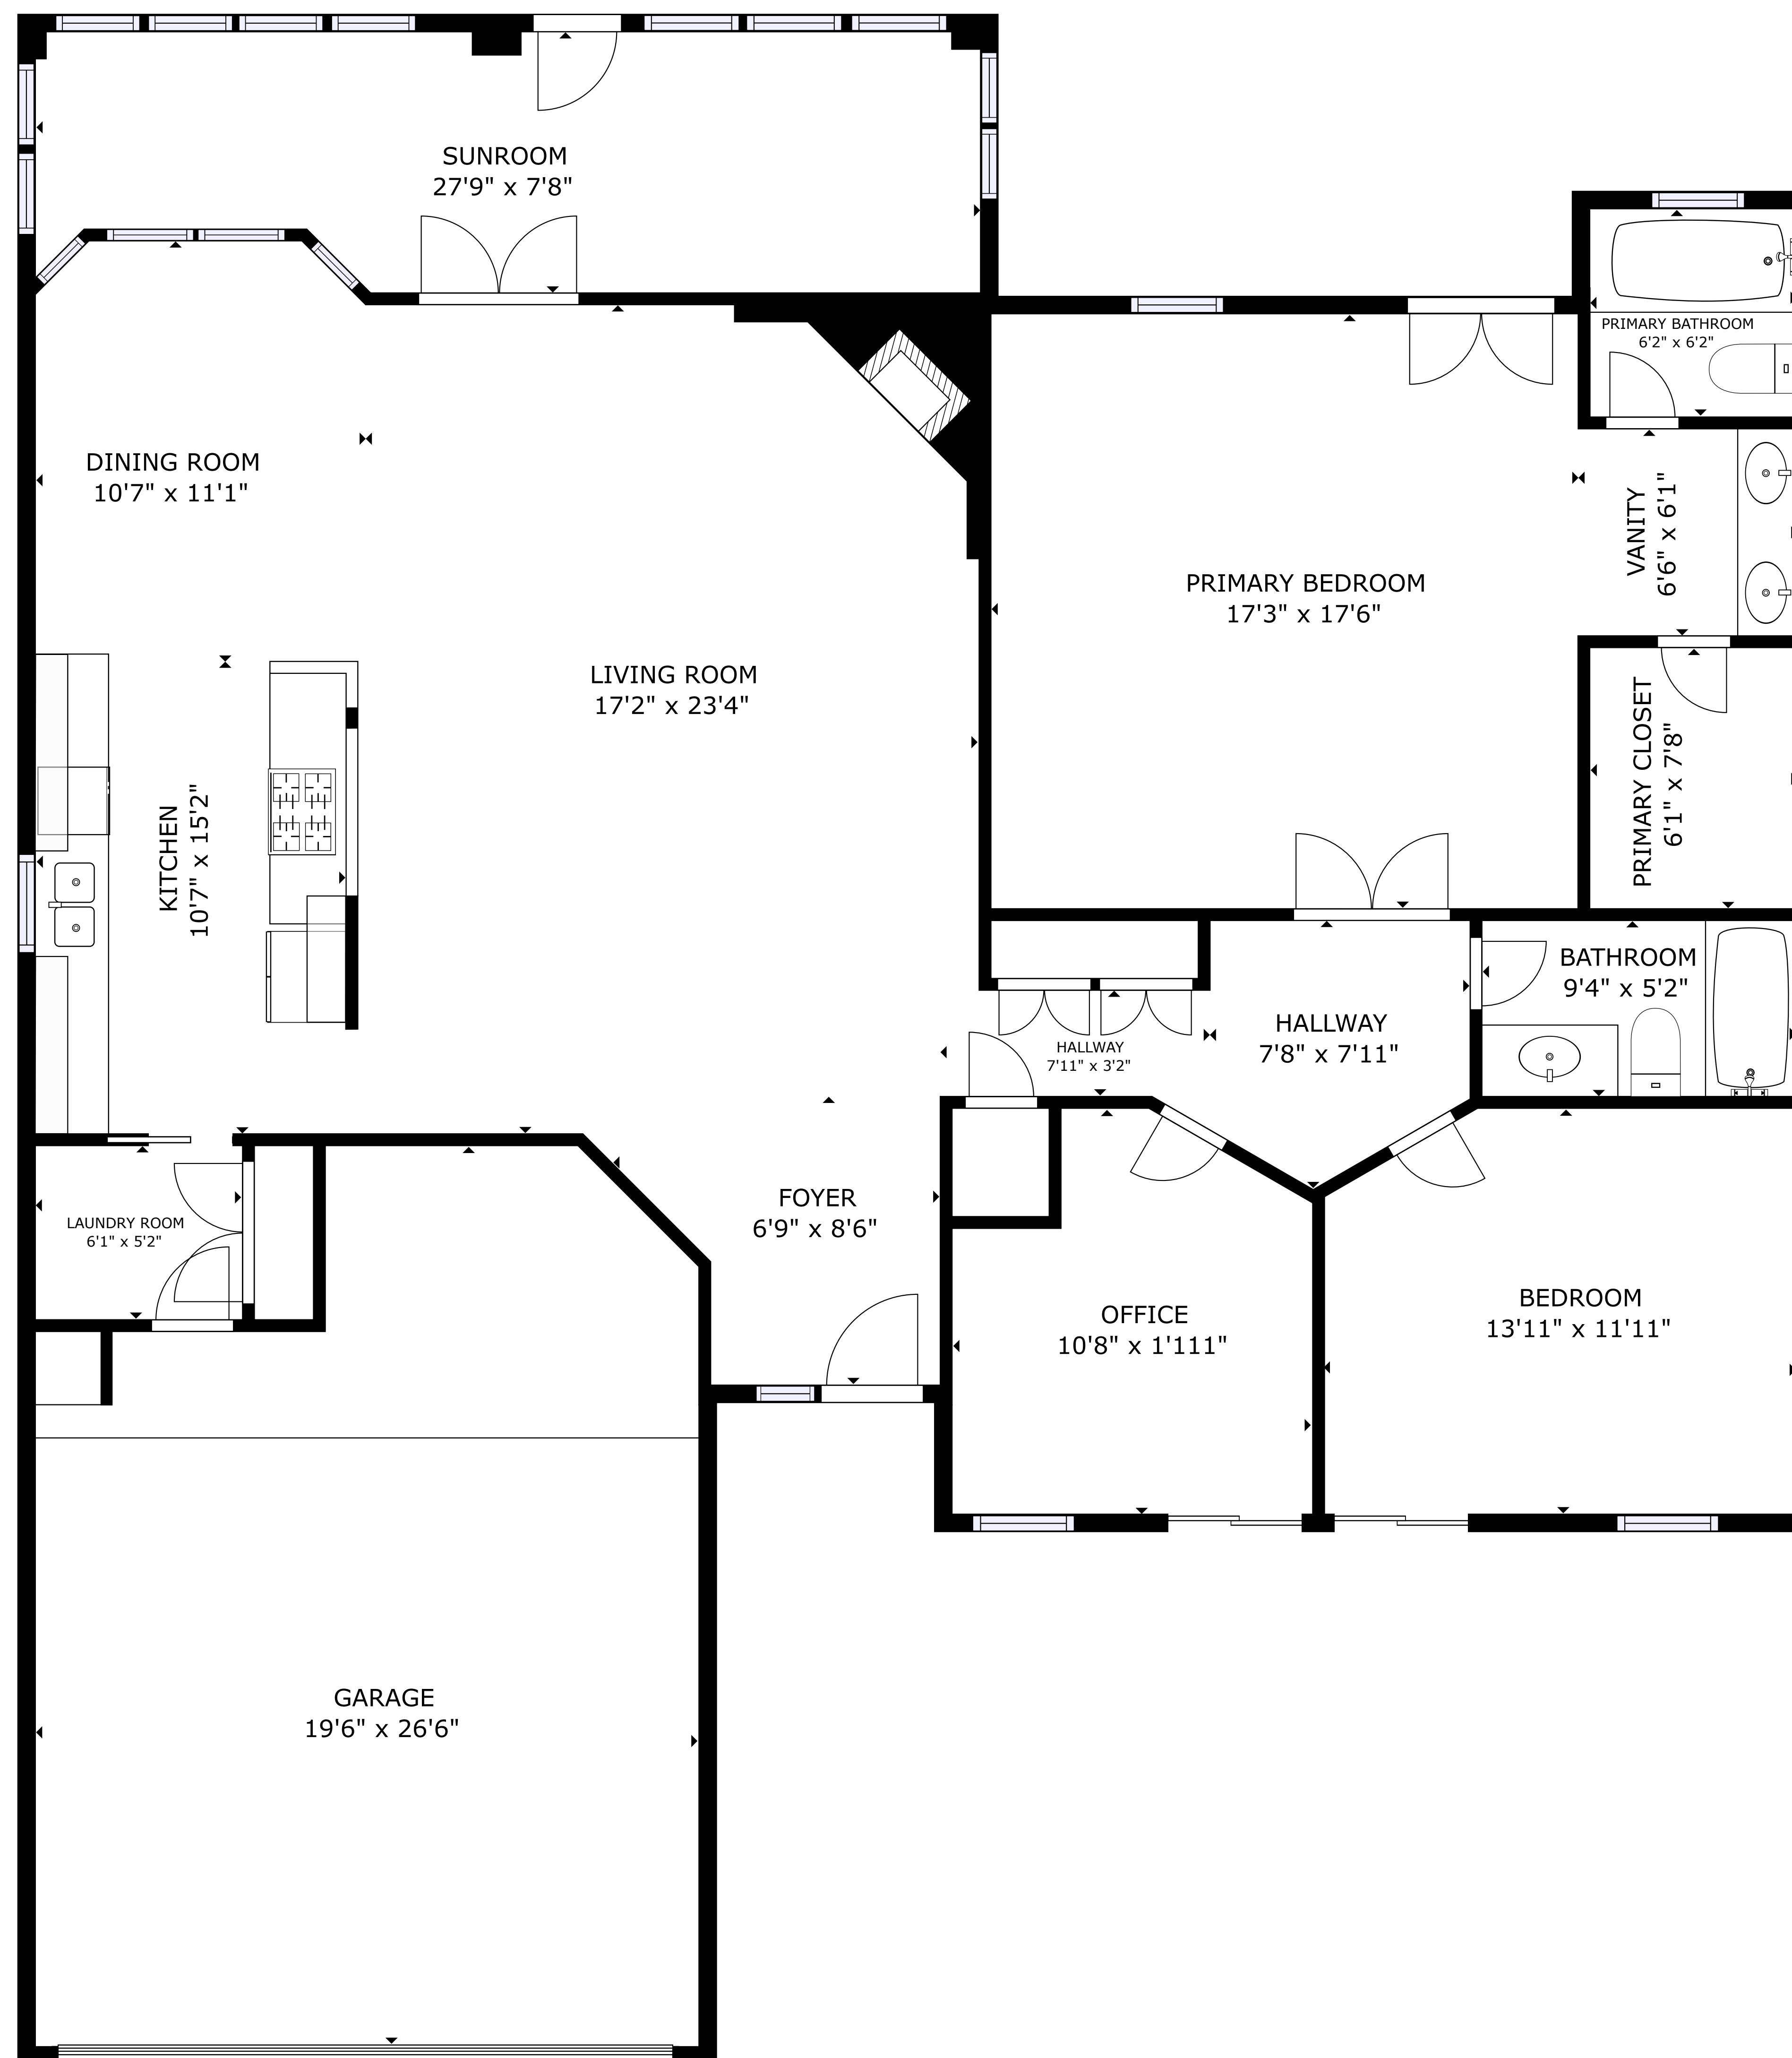 SUNROOM
27'9" x 7'8"
PRIMARY BATHROOM
6'2" x 6'2"
DINING ROOM
10'7" x 11'1"
VANITY
6'6" x 6'1"
PRIMARY BEDROOM
17'3" x 17'6"
LIVING ROOM
17'2" x 23'4"
PRIMARY CLOSET
6'1" x 7'8"
KITCHEN
10'7" x 15'2"
BATHROOM
9'4" x 5'2"
HALLWAY
7'8" x 7'11"
HALLWAY
7'11" x 3'2"
FOYER
6'9" x 8'6"
LAUNDRY ROOM
6'1" x 5'2"
OFFICE
10'8" x 1'111"
BEDROOM
13'11" x 11'11"
GARAGE
19'6" x 26'6"